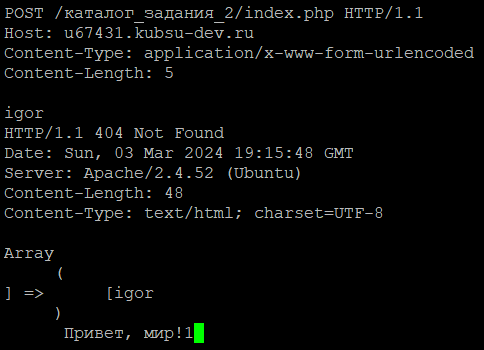 POST /каталог_задания_2/index.php HTTP/1.1
Host: u67431.kubsu-dev.ru
Content-Type: application/x-www-form-urlencoded
Content-Length: 5

igor
HTTP/1.1 404 Not Found
Date: Sun, 03 Mar 2024 19:15:48 GMT
Server: Apache/2.4.52 (Ubuntu)
Content-Length: 48
Content-Type: text/html; charset=UTF-8

Array
     (
] =>      [igor
     )
      Привет, мир!1